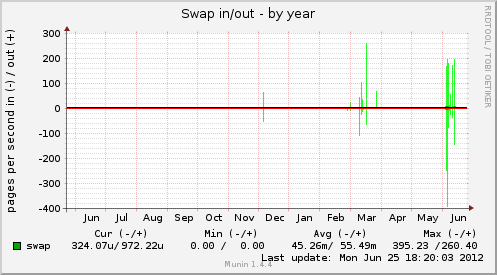 Swap in/out - by year
RRDTOOL / TOBI OETIKER
pages per second in (-) / out (+)
300
200
100
0
-100
-200
-300
-400
Jun Jul Aug Sep Oct Nov Dec Jan Feb Mar Apr May Jun
Cur (-/+) Min (-/+) Avg (-/+) Max (-/+)
swap 324.07u/972.22u 0.00 / 0.00 45.26m/ 55.49m 395.23 /260.40
Last update: Mon Jun 25 18:20:03 2012
Munin 1.4.4